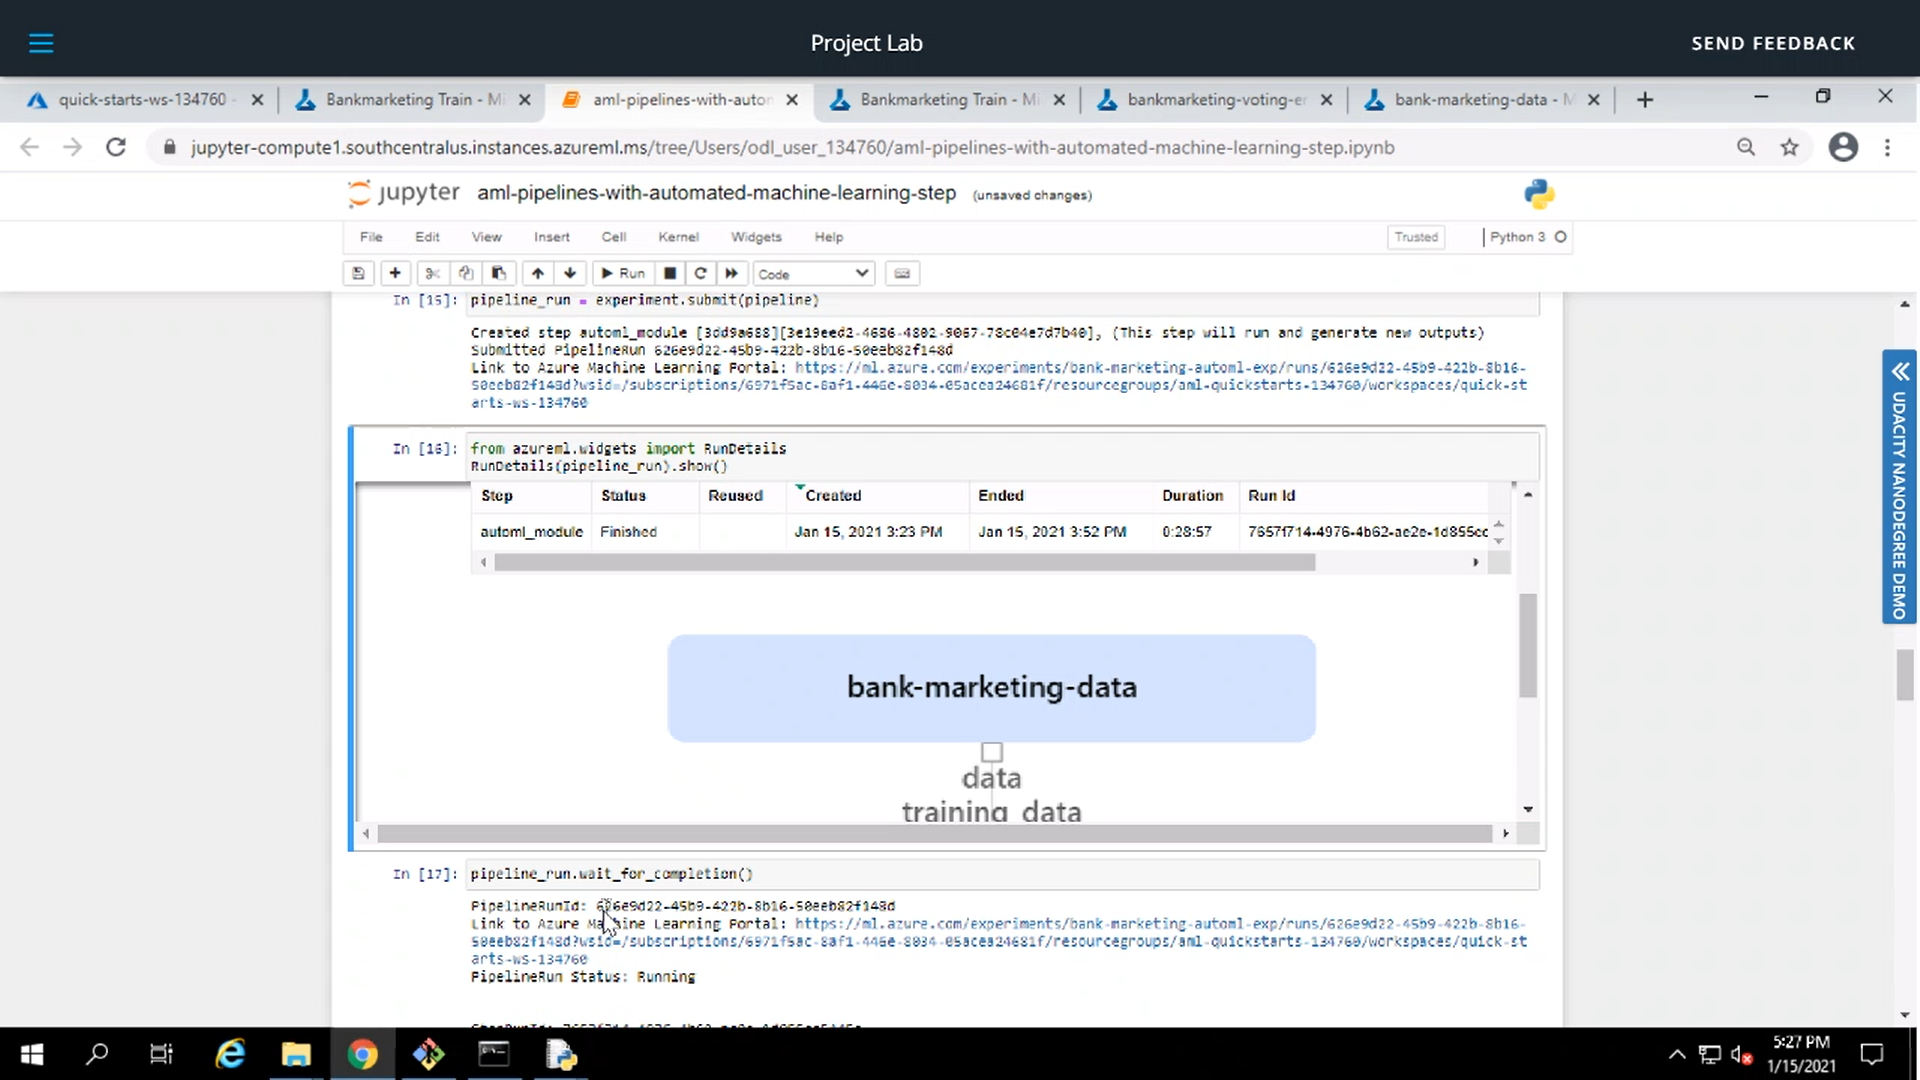 Project Lab
SEND FEEDBACK
quick-starts-ws-134760 -
Bankmarketing Train - Mi
aml-pipelines-with-auton
Bankmarketing Train - Mi
bankmarketing-voting-er
bank-marketing-data - M
jupyter-compute1.southcentralus.instances.azureml.ms/tree/Users/odl_user_134760/aml-pipelines-with-automated-machine-learning-step.ipynb
jupyter aml-pipelines-with-automated-machine-learning-step (unsaved changes)
File Edit View Insert Cell Kernel Widgets Help
Trusted
Python 3
Run
Code
In [15]: pipeline_run = experiment.submit(pipeline)
Created step automl_module [3dd9a688][3e19eed2-4686-4802-9067-78c04e7d7b40], (This step will run and generate new outputs)
Submitted PipelineRun 626e9d22-45b9-422b-8b16-50eeb82f148d
Link to Azure Machine Learning Portal: https://ml.azure.com/experiments/bank-marketing-automl-exp/runs/626e9d22-45b9-422b-8b16-
50eeb82f148d?wsid=/subscriptions/6971f5ac-8af1-446e-8034-05acea24681f/resourcegroups/aml-quickstarts-134760/workspaces/quick-st
arts-ws-134760
In [16]: from azureml.widgets import RunDetails
RunDetails(pipeline_run).show()
Step Status Reused Created Ended Duration Run Id
automl_module Finished Jan 15, 2021 3:23 PM Jan 15, 2021 3:52 PM 0:28:57 7657f714-4976-4b62-ae2e-1d855cc
bank-marketing-data
data
training_data
In [17]: pipeline_run.wait_for_completion()
PipelineRunId: 626e9d22-45b9-422b-8b16-50eeb82f148d
Link to Azure Machine Learning Portal: https://ml.azure.com/experiments/bank-marketing-automl-exp/runs/626e9d22-45b9-422b-8b16-
50eeb82f148d?wsid=/subscriptions/6971f5ac-8af1-446e-8034-05acea24681f/resourcegroups/aml-quickstarts-134760/workspaces/quick-st
arts-ws-134760
PipelineRun Status: Running
UDACITY NANODEGREE DEMO
5:27 PM
1/15/2021